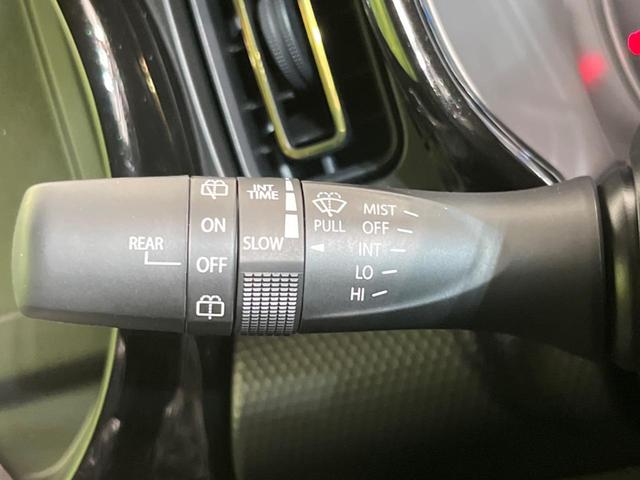 REAR
ON
OFF
INT
TIME
SLOW
PULL
MIST
OFF
INT
LO
HI